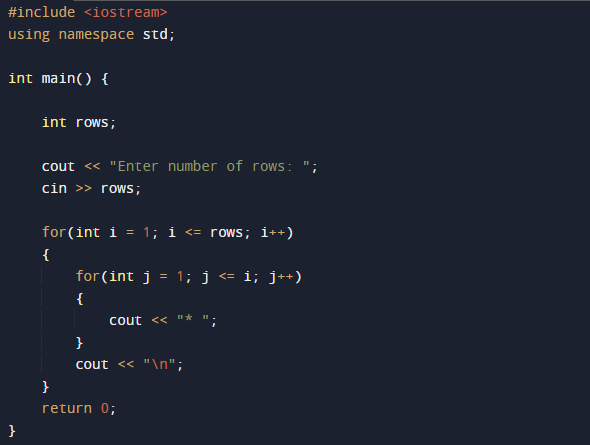 #include <iostream>
using namespace std;
int main() {
int rows;
cout << "Enter number of rows: ";
cin >> rows;
for(int i = 1; i <= rows; i++)
{
for(int j = 1; j <= i; j++)
{
cout << "* ";
}
cout << "\n";
}
return 0;
}